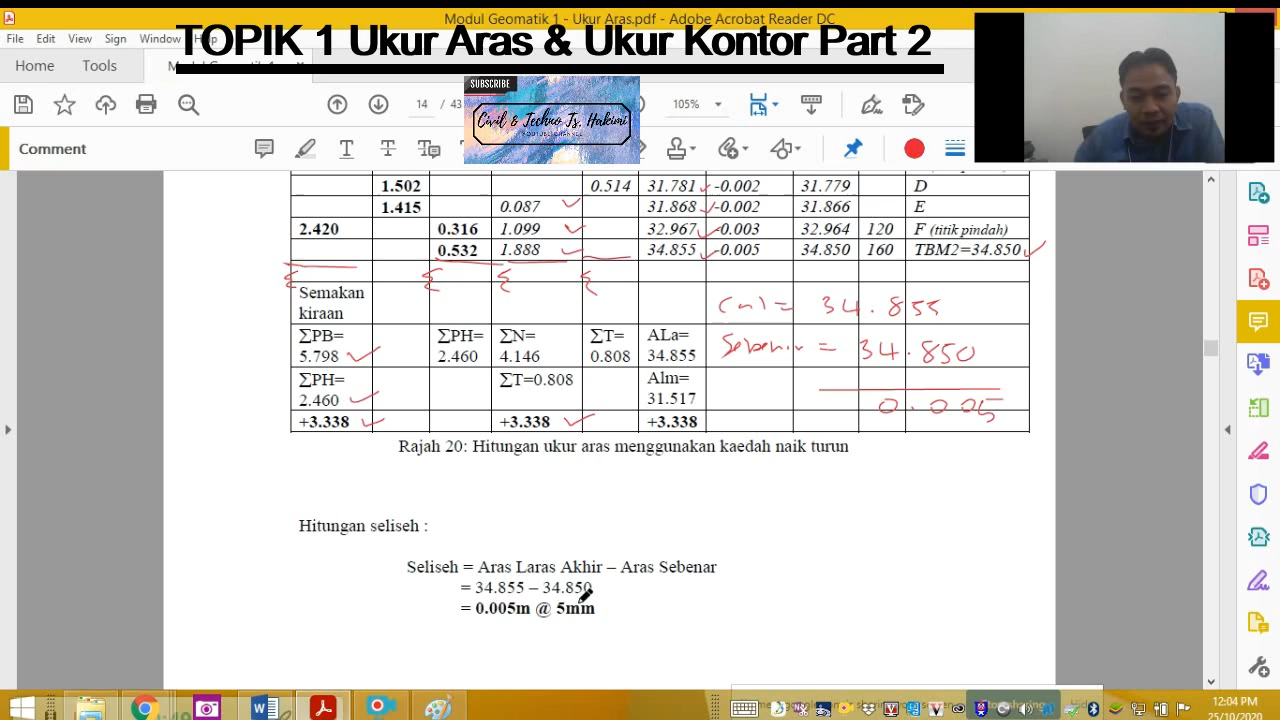 Modul Geomatik 1 - Ukur Aras.pdf - Adobe Acrobat Reader DC
TOPIK 1 Ukur Aras & Ukur Kontor Part 2
File Edit View Sign Window
Home Tools
SUBSCRIBE
Civil & Techno Ts. Hakimi
YOUTUBE CHANNEL
14 / 43
105%
Comment
1.502 0.514 31.781 -0.002 31.779 D
1.415 0.087 31.868 -0.002 31.866 E
2.420 0.316 1.099 32.967 -0.003 32.964 120 F (titik pindah)
0.532 1.888 34.855 -0.005 34.850 160 TBM2=34.850
Semakan
kiraan
= 34.855
∑PB= ∑PH= ∑N= ∑T= ALa=
5.798 2.460 4.146 0.808 34.855
Sebenar = 34.850
∑PH= ∑T=0.808 Alm=
2.460 31.517
0.005
+3.338 +3.338 +3.338
Rajah 20: Hitungan ukur aras menggunakan kaedah naik turun
Hitungan seliseh :
Seliseh = Aras Laras Akhir – Aras Sebenar
= 34.855 – 34.850
= 0.005m @ 5mm
12:04 PM
25/10/2020